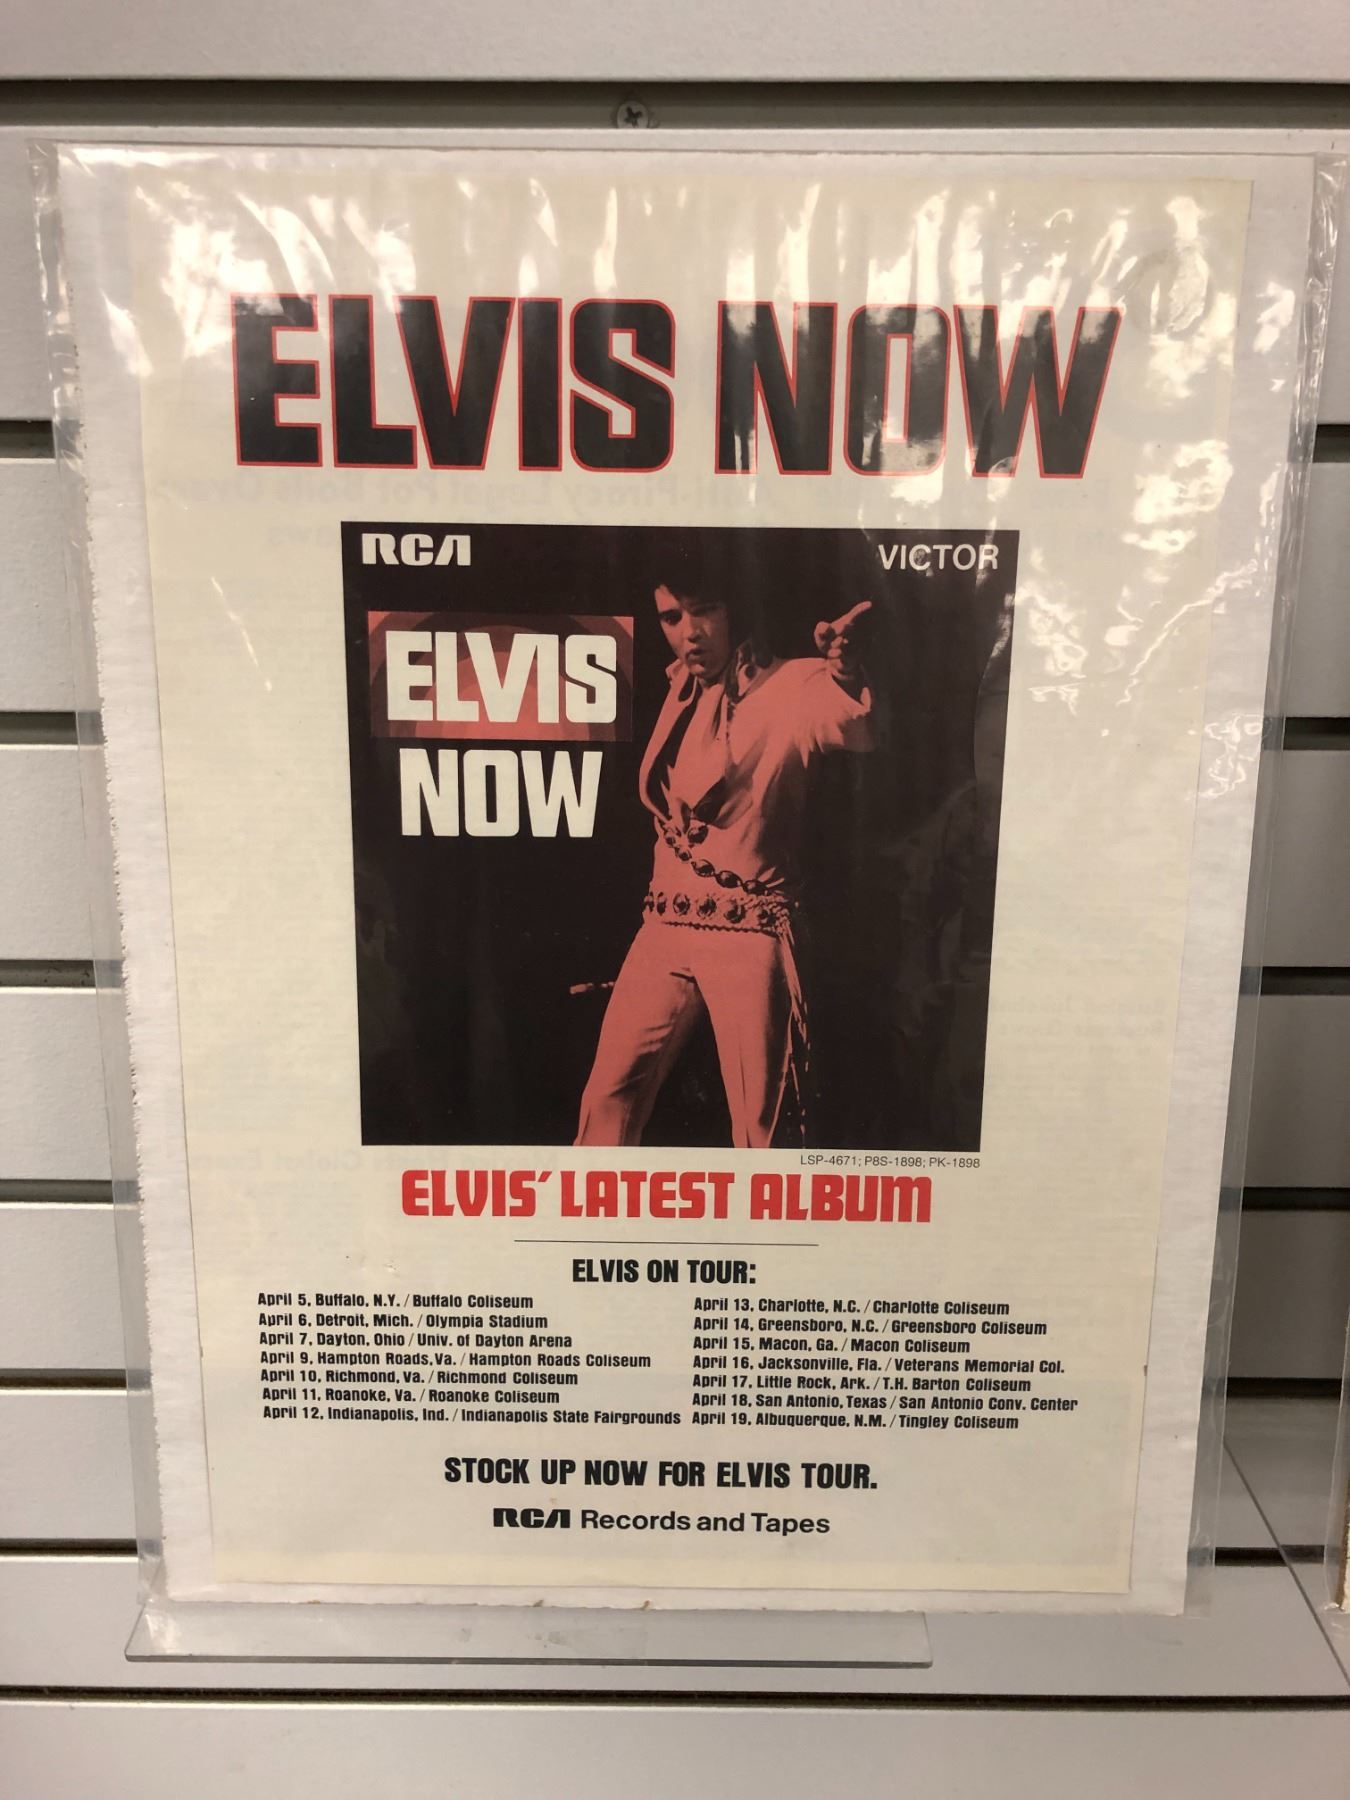 ELVIS NOW
RCA VICTOR
ELVIS
NOW
LSP-4671; P8S-1898; PK-1898
ELVIS' LATEST ALBUM
ELVIS ON TOUR:
April 5, Buffalo, N.Y. / Buffalo Coliseum
April 6, Detroit, Mich. / Olympia Stadium
April 7, Dayton, Ohio / Univ. of Dayton Arena
April 9, Hampton Roads, Va. / Hampton Roads Coliseum
April 10, Richmond, Va. / Richmond Coliseum
April 11, Roanoke, Va. / Roanoke Coliseum
April 12, Indianapolis, Ind. / Indianapolis State Fairgrounds
April 13, Charlotte, N.C. / Charlotte Coliseum
April 14, Greensboro, N.C. / Greensboro Coliseum
April 15, Macon, Ga. / Macon Coliseum
April 16, Jacksonville, Fla. / Veterans Memorial Col.
April 17, Little Rock, Ark. / T.H. Barton Coliseum
April 18, San Antonio, Texas / San Antonio Conv. Center
April 19, Albuquerque, N.M. / Tingley Coliseum
STOCK UP NOW FOR ELVIS TOUR.
RCA Records and Tapes